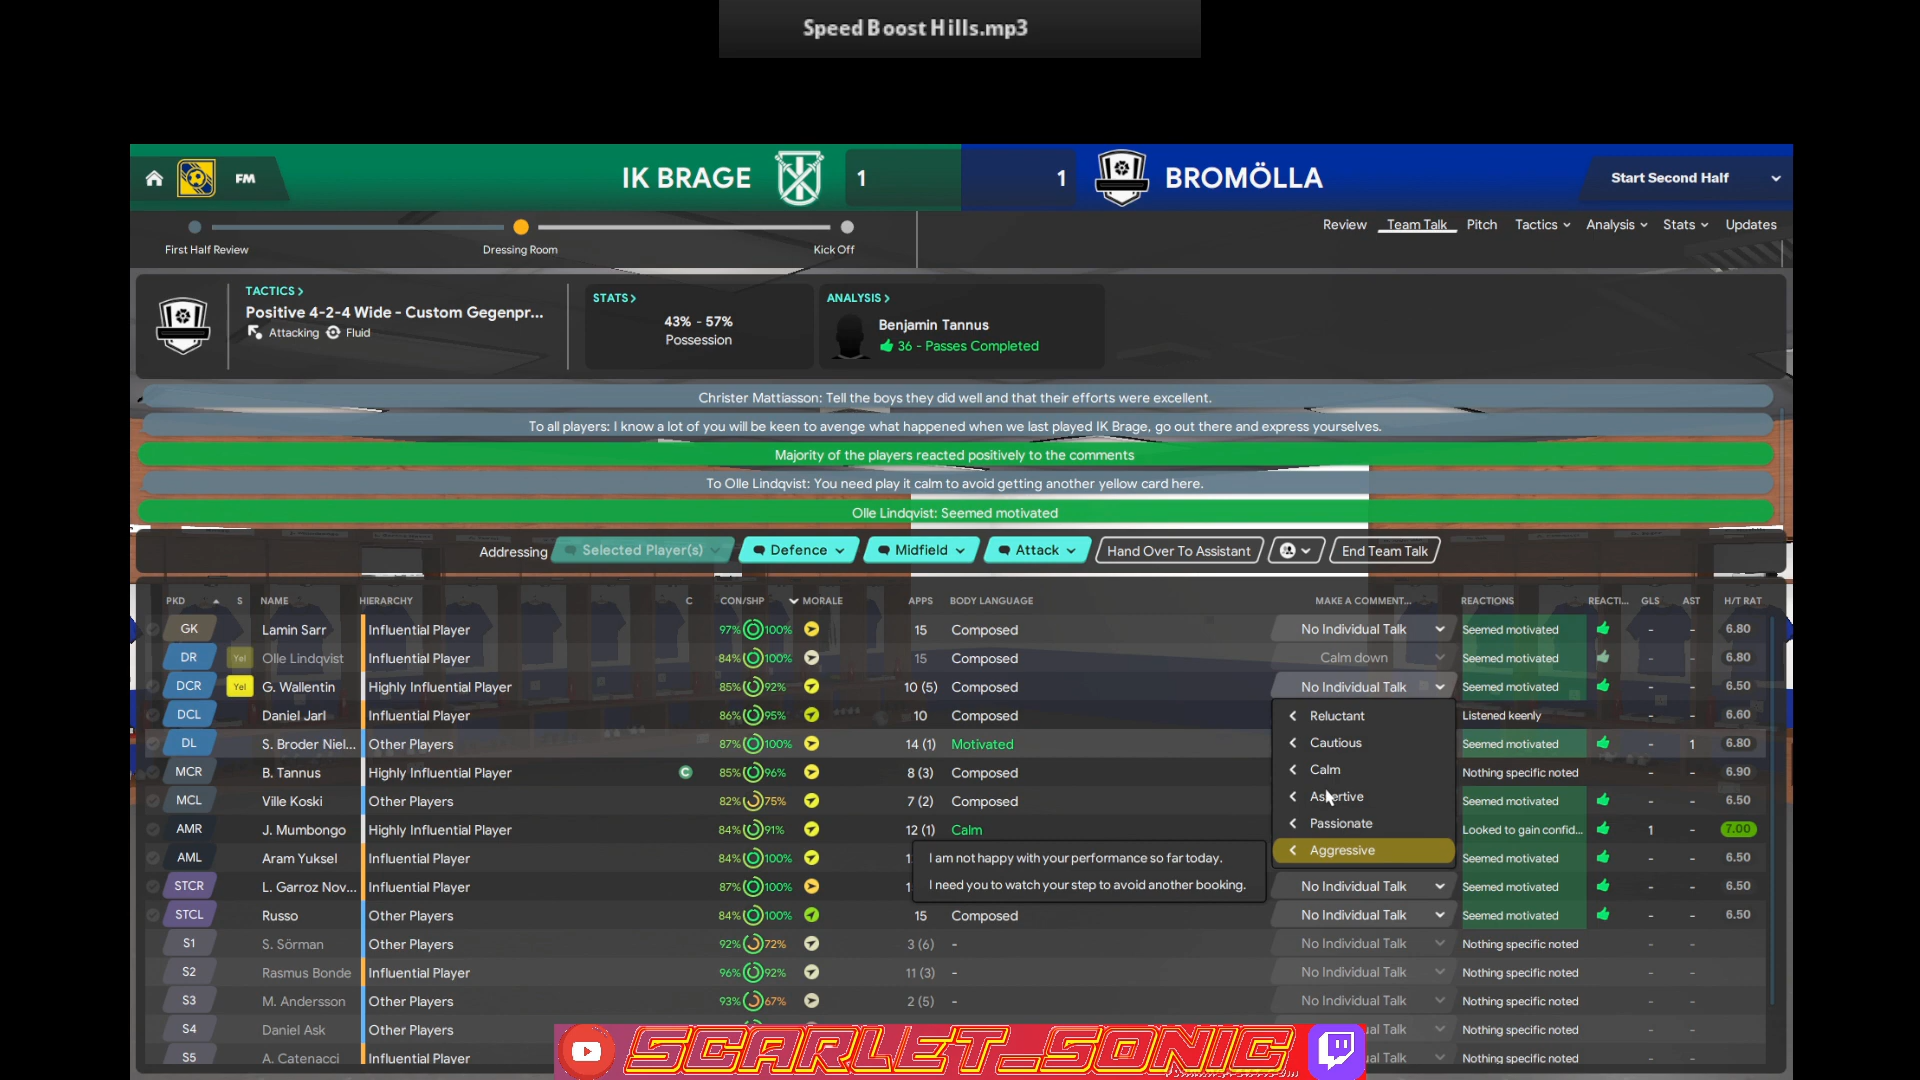 Speed Boost Hills.mp3
FM
IK BRAGE
1
1
BROMÖLLA
Start Second Half
First Half Review
Dressing Room
Kick Off
Review
Team Talk
Pitch
Tactics
Analysis
Stats
Updates
TACTICS >
Positive 4-2-4 Wide - Custom Gegenpr...
Attacking Fluid
STATS >
43% - 57%
Possession
ANALYSIS >
Benjamin Tannus
36 - Passes Completed
Christer Mattiasson: Tell the boys they did well and that their efforts were excellent.
To all players: I know a lot of you will be keen to avenge what happened when we last played IK Brage, go out there and express yourselves.
Majority of the players reacted positively to the comments
To Olle Lindqvist: You need play it calm to avoid getting another yellow card here.
Olle Lindqvist: Seemed motivated
Addressing Selected Player(s) Defence Midfield Attack Hand Over To Assistant End Team Talk
PKD S NAME HIERARCHY C CON/SHP MORALE APPS BODY LANGUAGE MAKE A COMMENT... REACTIONS REACTI... GLS AST H/T RAT
GK Lamin Sarr Influential Player 97% 100% 15 Composed No Individual Talk Seemed motivated - - 6.80
DR Yel Olle Lindqvist Influential Player 84% 100% 15 Composed Calm down Seemed motivated - - 6.80
DCR Yel G. Wallentin Highly Influential Player 85% 92% 10 (5) Composed No Individual Talk Seemed motivated - - 6.50
DCL Daniel Jarl Influential Player 86% 95% 10 Composed Reluctant Listened keenly - - 6.60
DL S. Broder Niel... Other Players 87% 100% 14 (1) Motivated Cautious Seemed motivated - 1 6.80
MCR B. Tannus Highly Influential Player C 85% 96% 8 (3) Composed Calm Nothing specific noted - - 6.90
MCL Ville Koski Other Players 82% 75% 7 (2) Composed Assertive Seemed motivated - - 6.50
AMR J. Mumbongo Highly Influential Player 84% 91% 12 (1) Calm Passionate Looked to gain confid... 1 - 7.00
AML Aram Yuksel Influential Player 84% 100% I am not happy with your performance so far today. Aggressive Seemed motivated - - 6.50
STCR L. Garroz Nov... Influential Player 87% 100% I need you to watch your step to avoid another booking. No Individual Talk Seemed motivated - - 6.50
STCL Russo Other Players 84% 100% 15 Composed No Individual Talk Seemed motivated - - 6.50
S1 S. Sörman Other Players 92% 72% 3 (6) - No Individual Talk Nothing specific noted - -
S2 Rasmus Bonde Influential Player 96% 92% 11 (3) - No Individual Talk Nothing specific noted - -
S3 M. Andersson Other Players 93% 67% 2 (5) - No Individual Talk Nothing specific noted - -
S4 Daniel Ask Other Players Talk Nothing specific noted - -
S5 A. Catenacci Influential Player Talk Nothing specific noted - -
SCARLET_SONIC